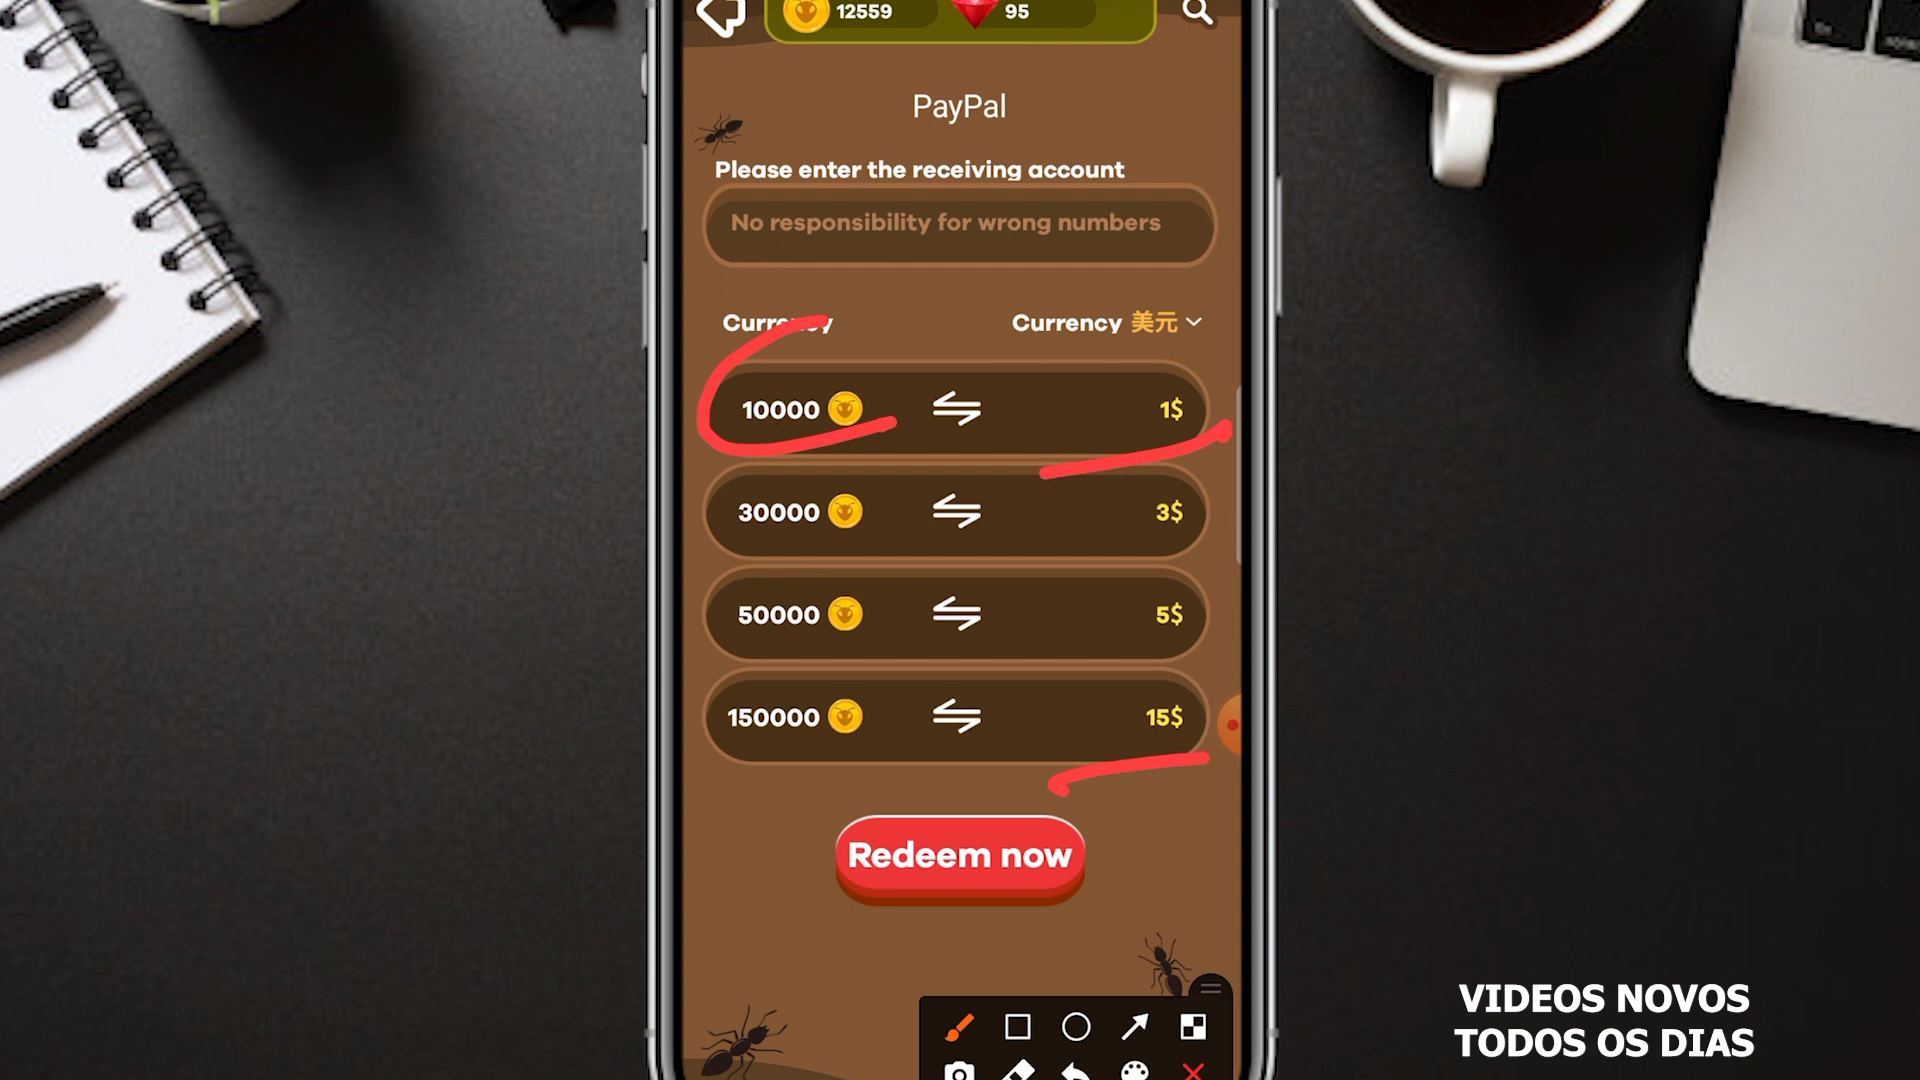 12559 95
PayPal
Please enter the receiving account
No responsibility for wrong numbers
Currency Currency 美元
10000 1$
30000 3$
50000 5$
150000 15$
Redeem now
VIDEOS NOVOS
TODOS OS DIAS